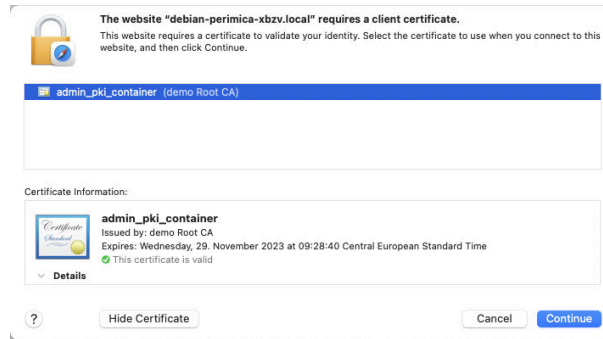 The website “debian-perimica-xbzv.local” requires a client certificate.
This website requires a certificate to validate your identity. Select the certificate to use when you connect to this
website, and then click Continue.
admin_pki_container (demo Root CA)
Certificate Information:
Certificate
Standard
admin_pki_container
Issued by: demo Root CA
Expires: Wednesday, 29. November 2023 at 09:28:40 Central European Standard Time
This certificate is valid
Details
?
Hide Certificate
Cancel
Continue